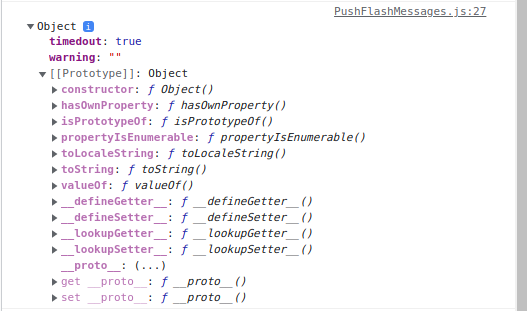 PushFlashMessages.js:27
Object i
timeout: true
warning: ""
[[Prototype]]: Object
constructor: ƒ Object()
hasOwnProperty: ƒ hasOwnProperty()
isPrototypeOf: ƒ isPrototypeOf()
propertyIsEnumerable: ƒ propertyIsEnumerable()
toLocaleString: ƒ toLocaleString()
toString: ƒ toString()
valueOf: ƒ valueOf()
__defineGetter__: ƒ __defineGetter__()
__defineSetter__: ƒ __defineSetter__()
__lookupGetter__: ƒ __lookupGetter__()
__lookupSetter__: ƒ __lookupSetter__()
__proto__: (...)
get __proto__: ƒ __proto__()
set __proto__: ƒ __proto__()